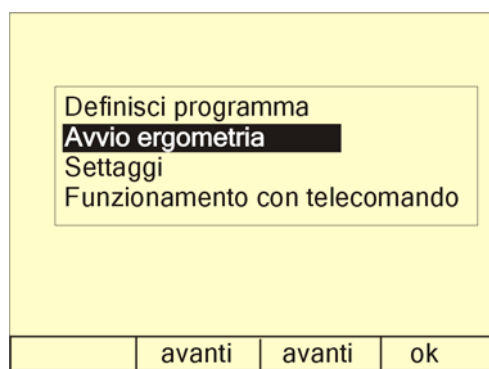 Definisci programma
Avvio ergometria
Settaggi
Funzionamento con telecomando
avanti avanti ok